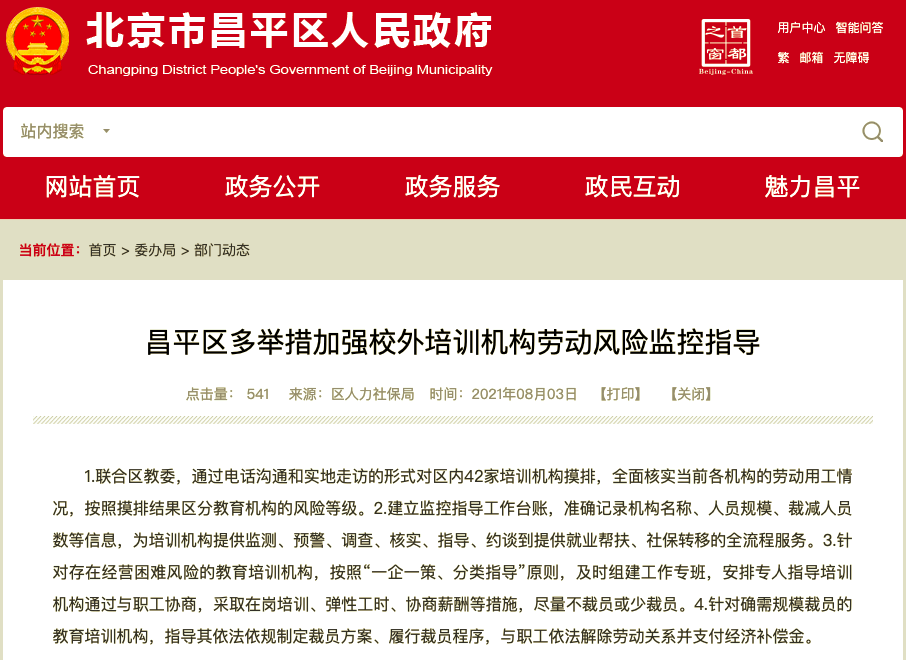 北京市昌平区人民政府
Changping District People's Government of Beijing Municipality
首都之窗
Beijing-China
用户中心 智能问答
繁 邮箱 无障碍
站内搜索
网站首页 政务公开 政务服务 政民互动 魅力昌平
当前位置：首页 > 委办局 > 部门动态
昌平区多举措加强校外培训机构劳动风险监控指导
点击量： 541 来源：区人力社保局 时间：2021年08月03日 【打印】 【关闭】
1.联合区教委，通过电话沟通和实地走访的形式对区内42家培训机构摸排，全面核实当前各机构的劳动用工情
况，按照摸排结果区分教育机构的风险等级。2.建立监控指导工作台账，准确记录机构名称、人员规模、裁减人员
数等信息，为培训机构提供监测、预警、调查、核实、指导、约谈到提供就业帮扶、社保转移的全流程服务。3.针
对存在经营困难风险的教育培训机构，按照“一企一策、分类指导”原则，及时组建工作专班，安排专人指导培训
机构通过与职工协商，采取在岗培训、弹性工时、协商薪酬等措施，尽量不裁员或少裁员。4.针对确需规模裁员的
教育培训机构，指导其依法依规制定裁员方案、履行裁员程序，与职工依法解除劳动关系并支付经济补偿金。